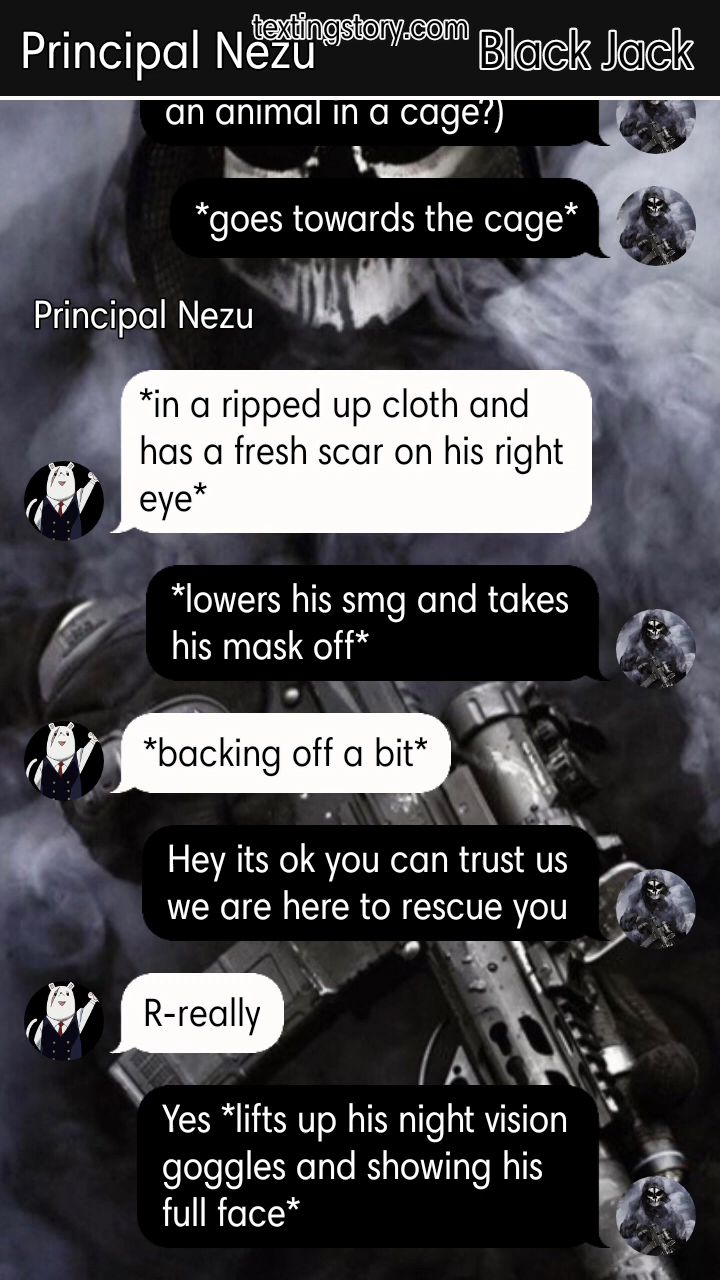 textingstory.com
Principal Nezu
Black Jack
an animal in a cage?)
*goes towards the cage*
Principal Nezu
*in a ripped up cloth and
has a fresh scar on his right
eye*
*lowers his smg and takes
his mask off*
*backing off a bit*
Hey its ok you can trust us
we are here to rescue you
R-really
Yes *lifts up his night vision
goggles and showing his
full face*